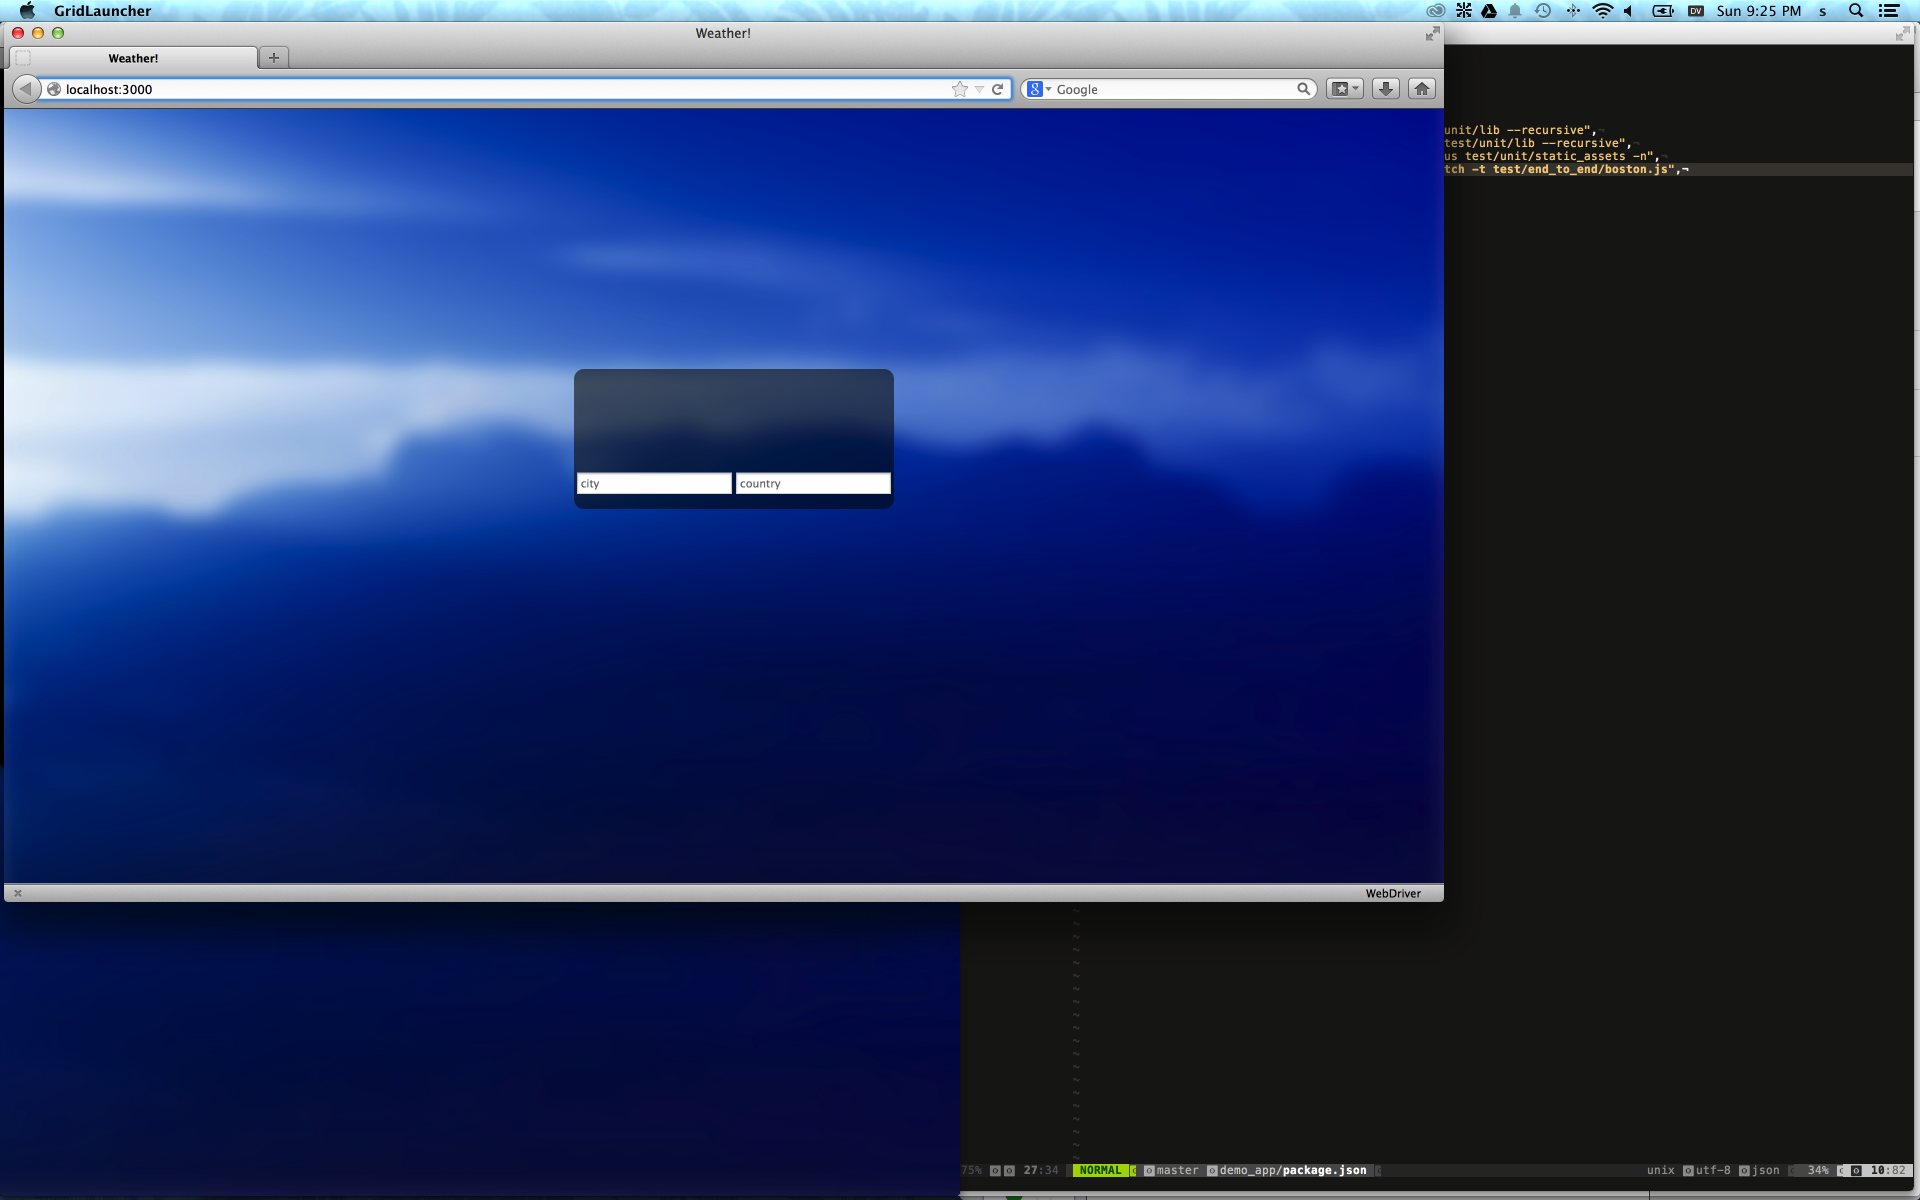 GridLauncher
DV Sun 9:25 PM s
Weather!
Weather!
localhost:3000
8 Google
unit/lib --recursive",¬
test/unit/lib --recursive",¬
us test/unit/static_assets -n",¬
tch -t test/end_to_end/boston.js",¬
city country
WebDriver
75% 27:34 NORMAL master demo_app/package.json unix utf-8 json 34% 10:82